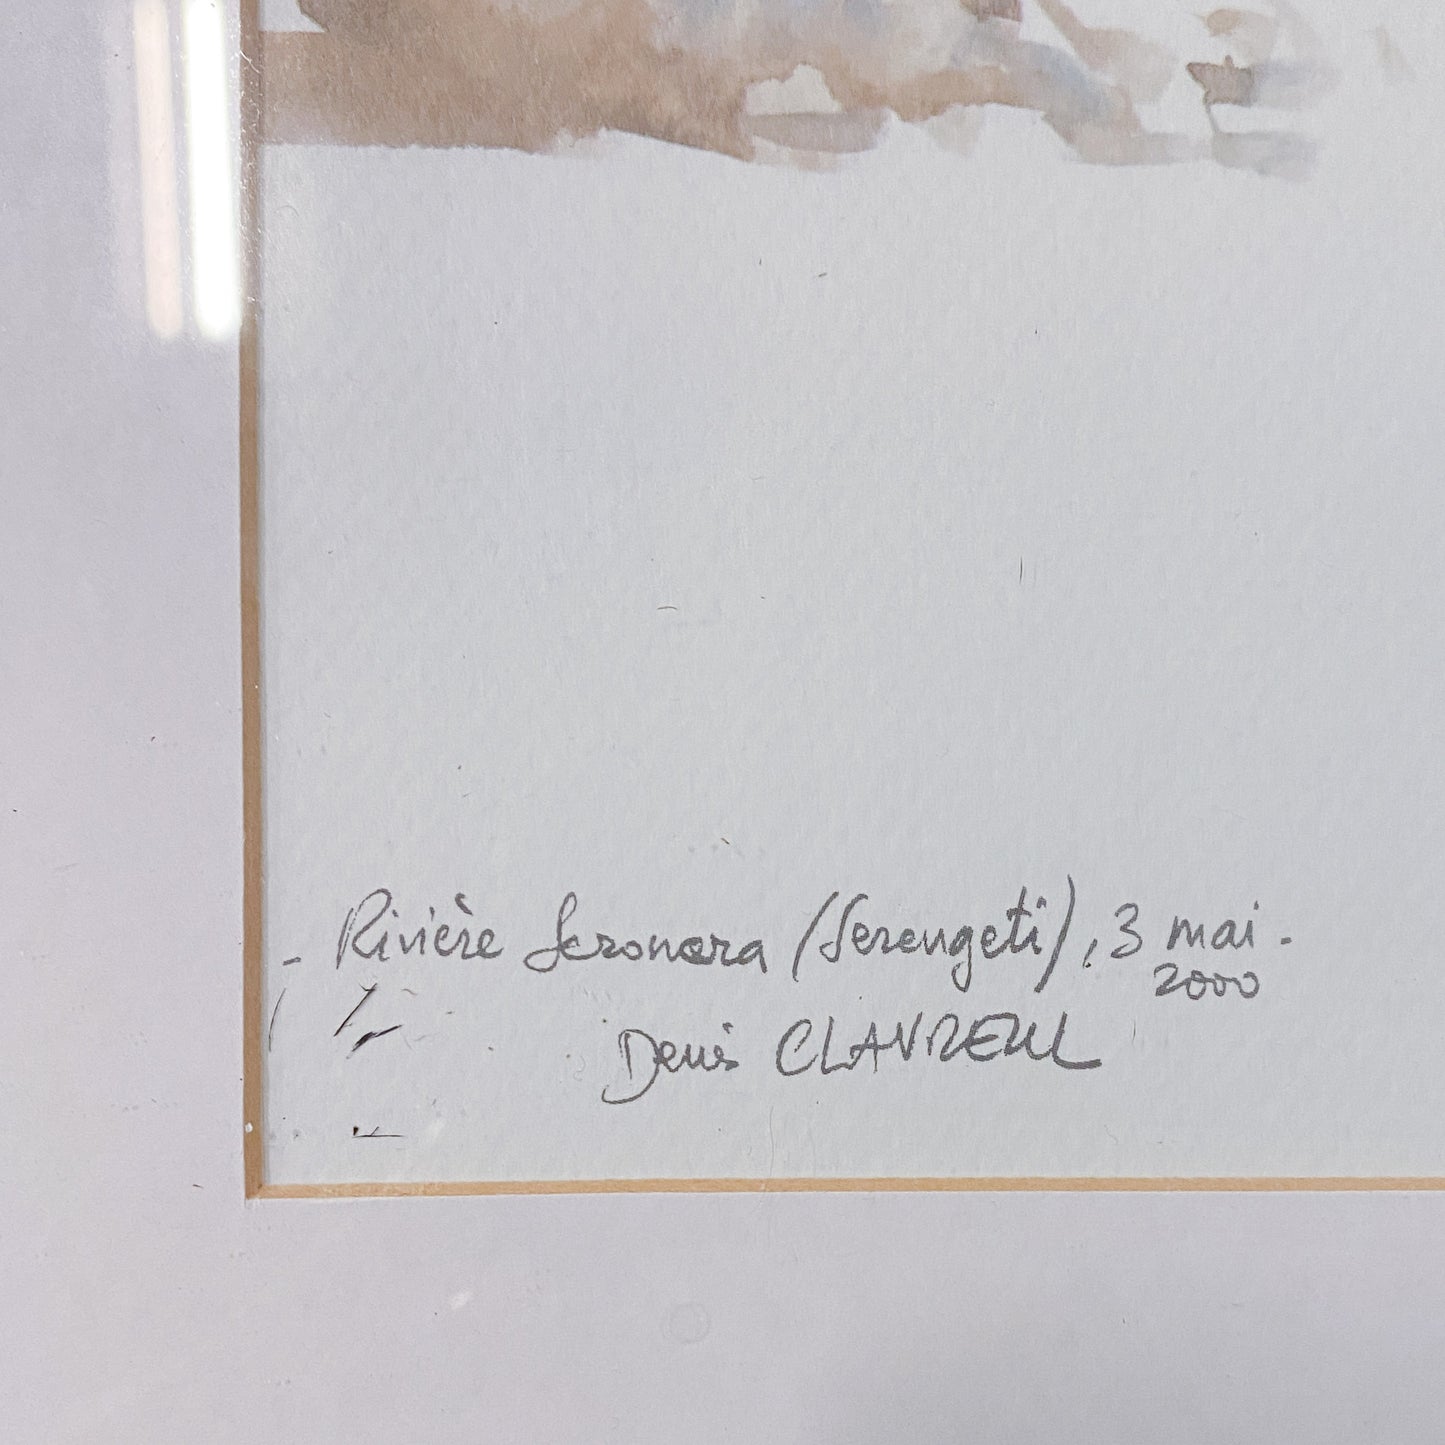 - Rivière Seronera (Serengeti), 3 mai -
2000
Denis CLAVREUL